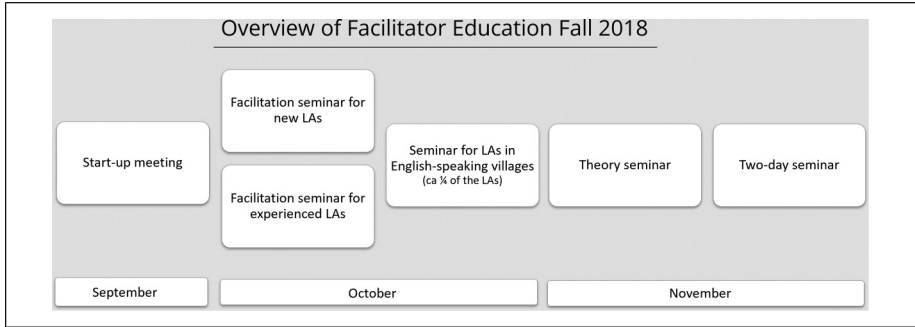 Overview of Facilitator Education Fall 2018
Facilitation seminar for
new LAs
Start-up meeting
Seminar for LAs in
English-speaking villages
(ca ¼ of the LAs)
Theory seminar
Two-day seminar
Facilitation seminar for
experienced LAs
September
October
November